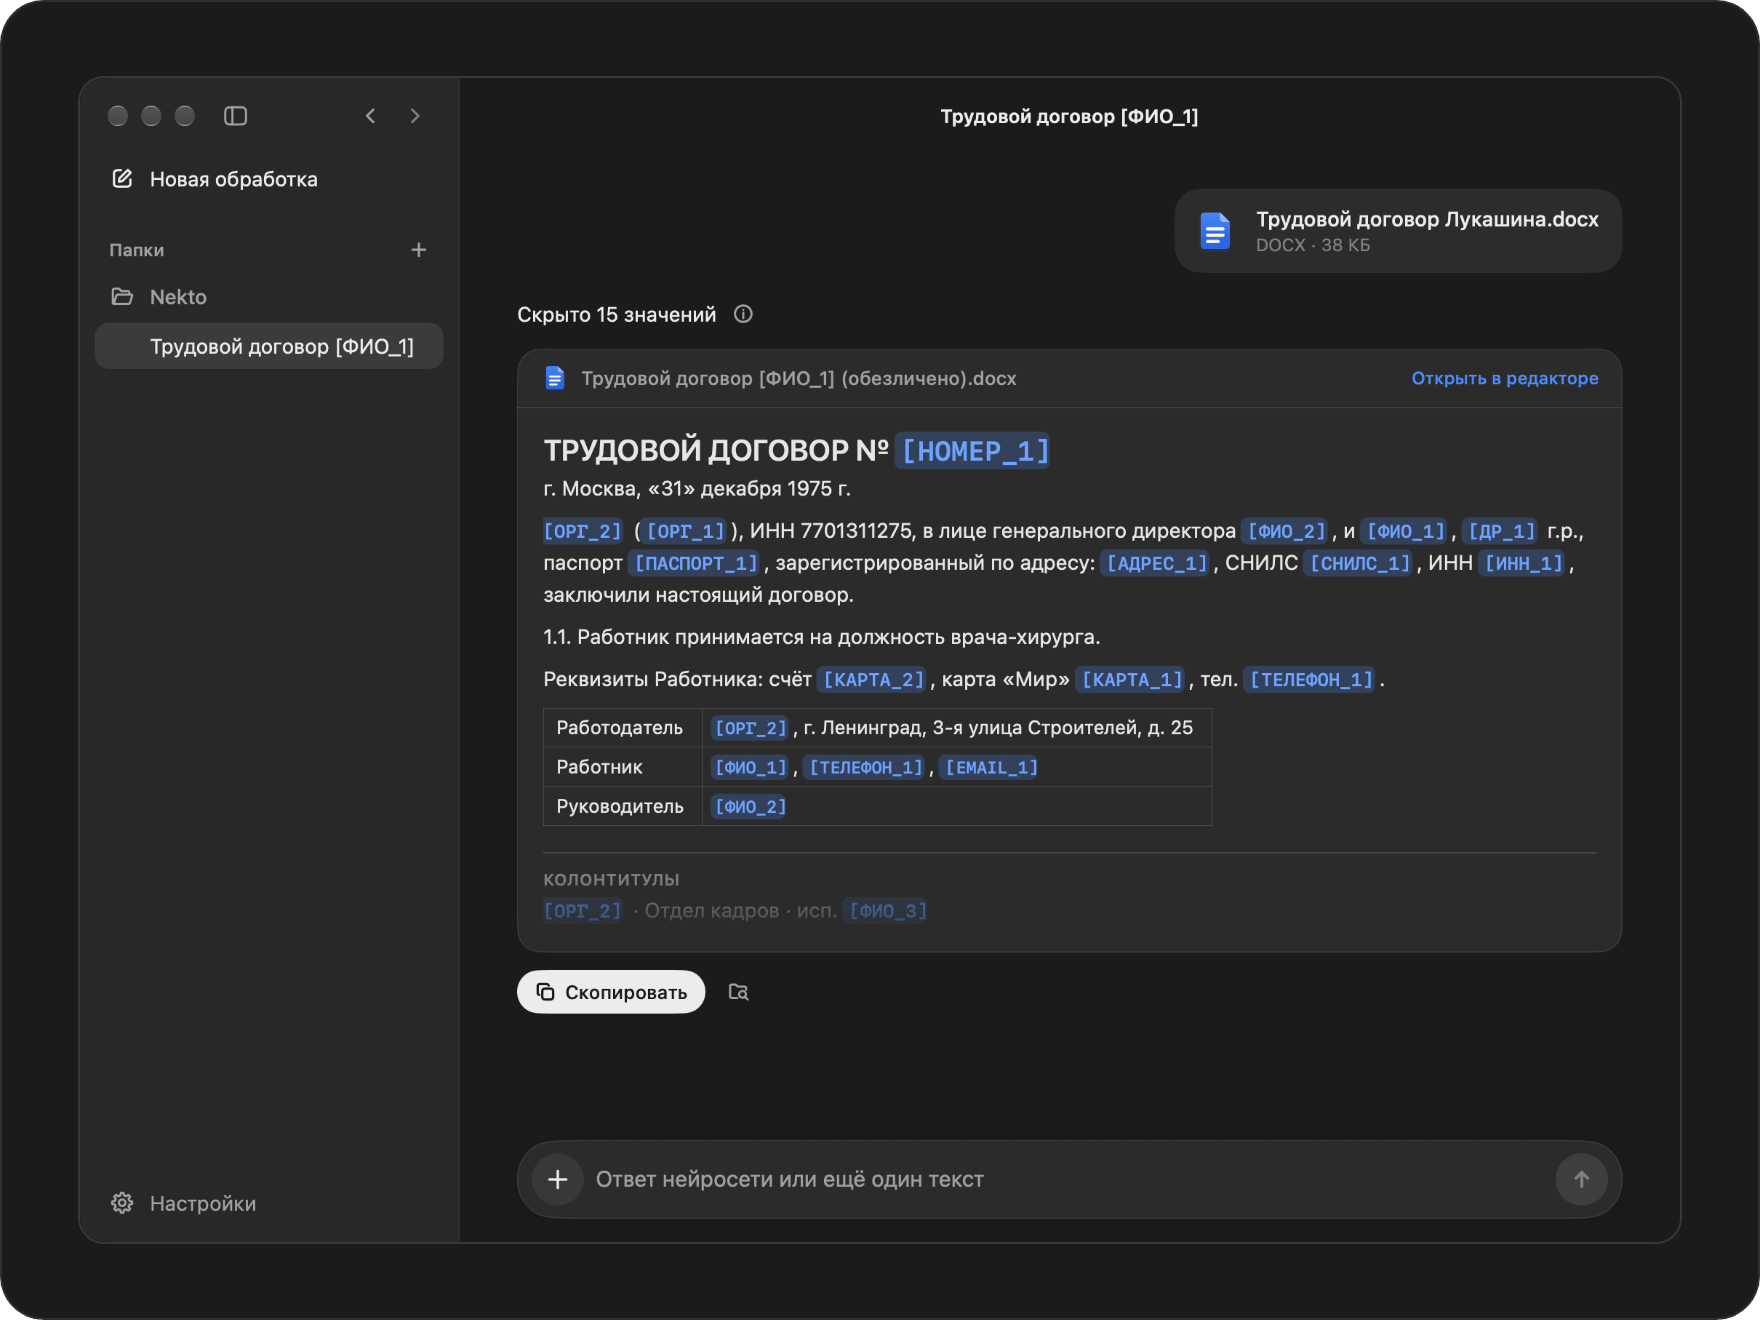 Новая обработка
Папки
Nekto
Трудовой договор [ФИО_1]
Настройки
Трудовой договор [ФИО_1]
Трудовой договор Лукашина.docx
DOCX · 38 КБ
Скрыто 15 значений
Трудовой договор [ФИО_1] (обезличено).docx
Открыть в редакторе
ТРУДОВОЙ ДОГОВОР № [НОМЕР_1]
г. Москва, «31» декабря 1975 г.
[ОРГ_2] ([ОРГ_1]), ИНН 7701311275, в лице генерального директора [ФИО_2], и [ФИО_1], [ДР_1] г.р.,
паспорт [ПАСПОРТ_1], зарегистрированный по адресу: [АДРЕС_1], СНИЛС [СНИЛС_1], ИНН [ИНН_1],
заключили настоящий договор.
1.1. Работник принимается на должность врача-хирурга.
Реквизиты Работника: счёт [КАРТА_2], карта «Мир» [КАРТА_1], тел. [ТЕЛЕФОН_1].
Работодатель [ОРГ_2], г. Ленинград, 3-я улица Строителей, д. 25
Работник [ФИО_1], [ТЕЛЕФОН_1], [EMAIL_1]
Руководитель [ФИО_2]
КОЛОНТИТУЛЫ
[ОРГ_2] · Отдел кадров · исп. [ФИО_3]
Скопировать
Ответ нейросети или ещё один текст